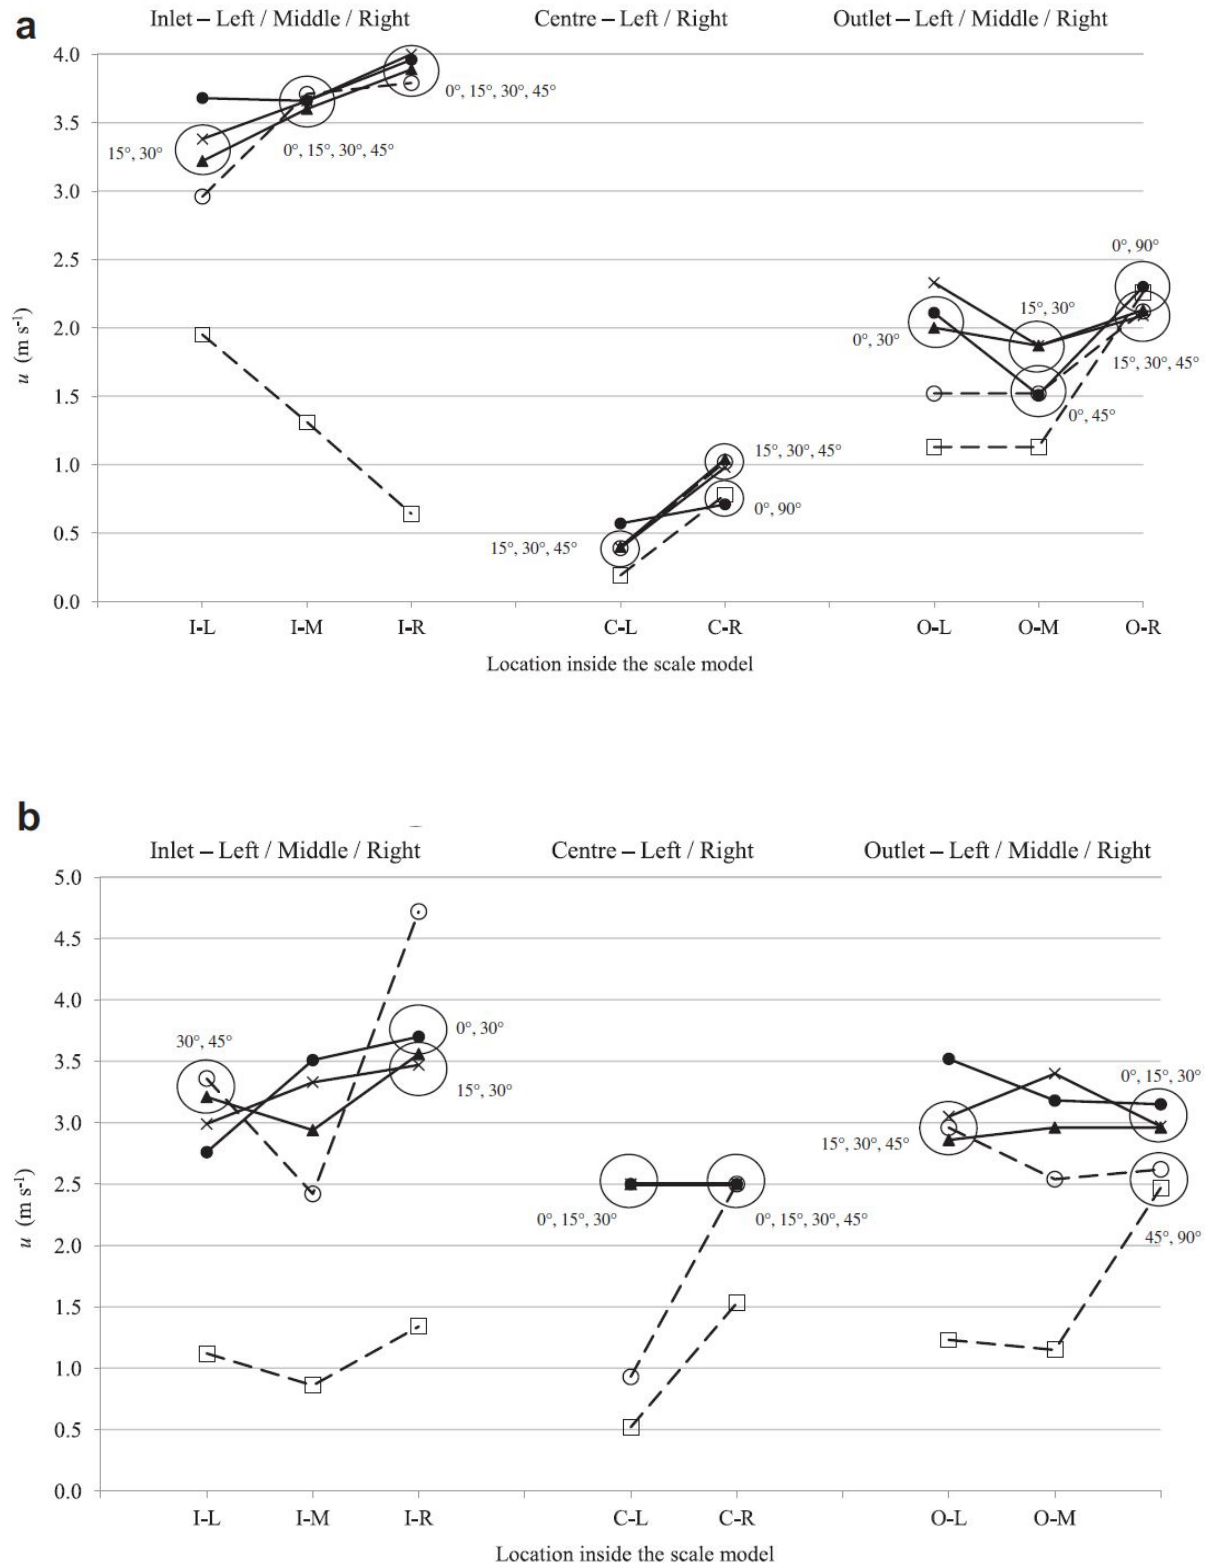 a
Inlet – Left / Middle / Right Centre – Left / Right Outlet – Left / Middle / Right
4.0
0°, 15°, 30°, 45°
3.5
15°, 30°
0°, 15°, 30°, 45°
3.0
2.5
0°, 90°
2.0
15°, 30°
0°, 30°
15°, 30°, 45°
u (m s-1)
1.5
0°, 45°
1.0
15°, 30°, 45°
0°, 90°
0.5
15°, 30°, 45°
0.0
I-L I-M I-R C-L C-R O-L O-M O-R
Location inside the scale model
b
Inlet – Left / Middle / Right Centre – Left / Right Outlet – Left / Middle / Right
5.0
4.5
4.0
30°, 45°
0°, 30°
3.5
15°, 30°
0°, 15°, 30°
3.0
15°, 30°, 45°
2.5
0°, 15°, 30°
0°, 15°, 30°, 45°
45°, 90°
u (m s-1)
2.0
1.5
1.0
0.5
0.0
I-L I-M I-R C-L C-R O-L O-M
Location inside the scale model